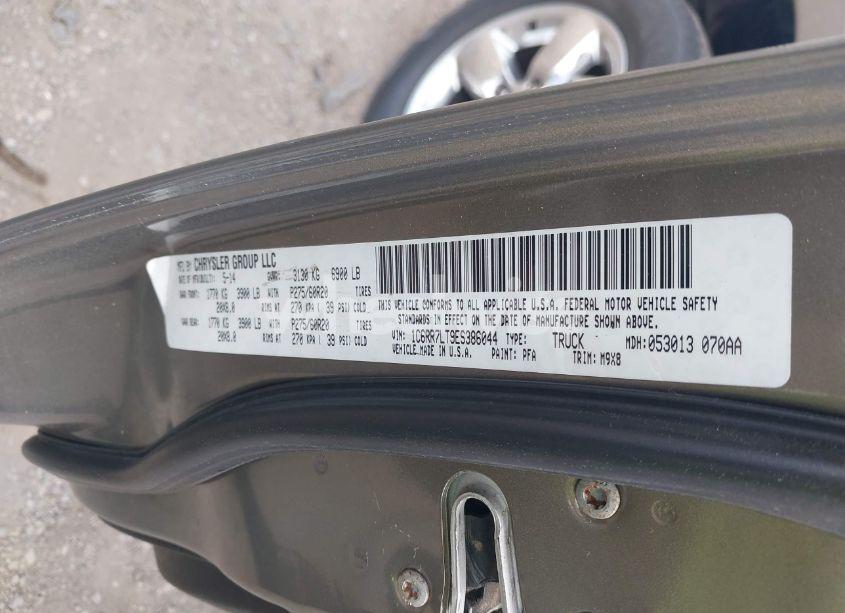 MFD BY CHRYSLER GROUP LLC
DATE OF MFR/BUILT: 5-14 GVWR: 3130 KG 6900 LB
GAWR FRONT: 1770 KG 3900 LB WITH P275/60R20 TIRES
20X8.0 RIMS AT 270 KPA ( 39 PSI) COLD
GAWR REAR: 1770 KG 3900 LB WITH P275/60R20 TIRES
20X8.0 RIMS AT 270 KPA ( 39 PSI) COLD
THIS VEHICLE CONFORMS TO ALL APPLICABLE U.S.A. FEDERAL MOTOR VEHICLE SAFETY
STANDARDS IN EFFECT ON THE DATE OF MANUFACTURE SHOWN ABOVE.
VIN: 1C6RR7LT9ES386044 TYPE: TRUCK MDH: 053013 070AA
VEHICLE MADE IN U.S.A. PAINT: PFA TRIM: M9X8